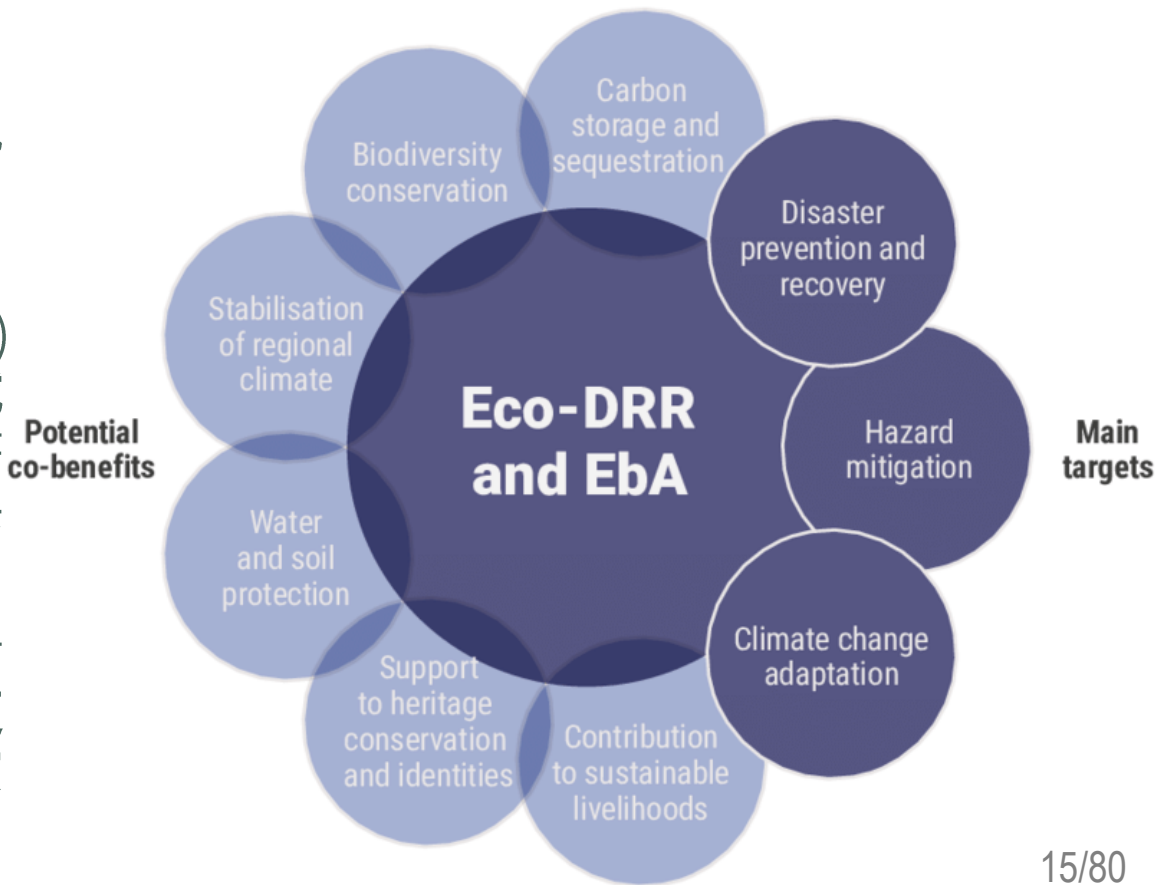 Carbon
storage and
sequestration
Biodiversity
conservation
Disaster
prevention and
recovery
Stabilisation
of regional
climate
Eco-DRR
and EbA
Potential
co-benefits
Hazard
mitigation
Main
targets
Water
and soil
protection
Climate change
adaptation
Support
to heritage
conservation
and identities
Contribution
to sustainable
livelihoods
15/80